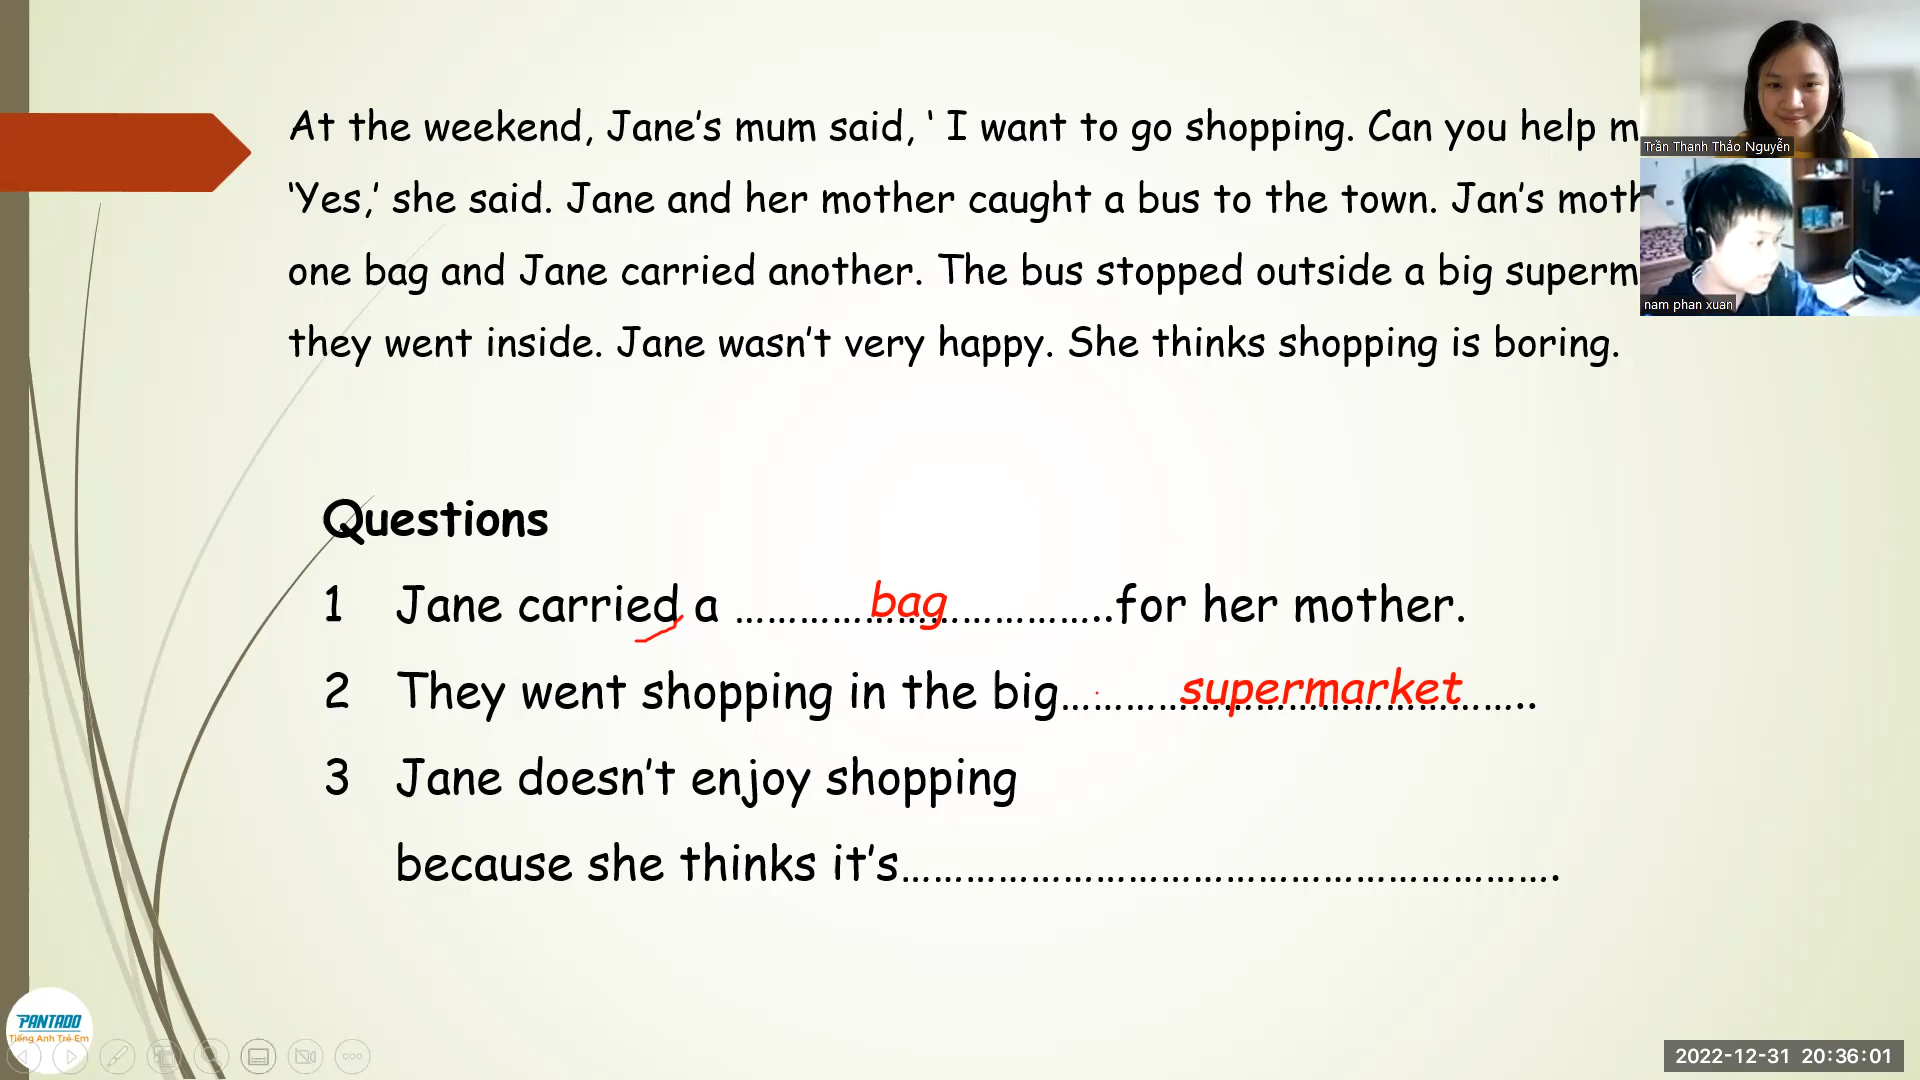 At the weekend, Jane’s mum said, ‘ I want to go shopping. Can you help m
‘Yes,’ she said. Jane and her mother caught a bus to the town. Jan’s moth
one bag and Jane carried another. The bus stopped outside a big superm
they went inside. Jane wasn’t very happy. She thinks shopping is boring.
Trần Thanh Thảo Nguyễn
nam phan xuan
Questions
1 Jane carried a ……………bag………………..for her mother.
2 They went shopping in the big…………supermarket…..
3 Jane doesn’t enjoy shopping
because she thinks it’s…………………………………………………….
PANTADO
Tiếng Anh Trẻ Em
2022-12-31 20:36:01